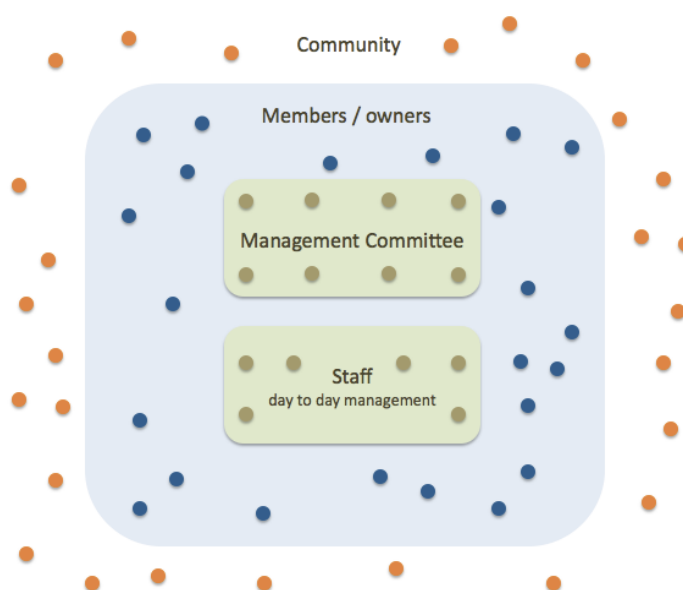 Community
Members / owners
Management Committee
Staff
day to day management